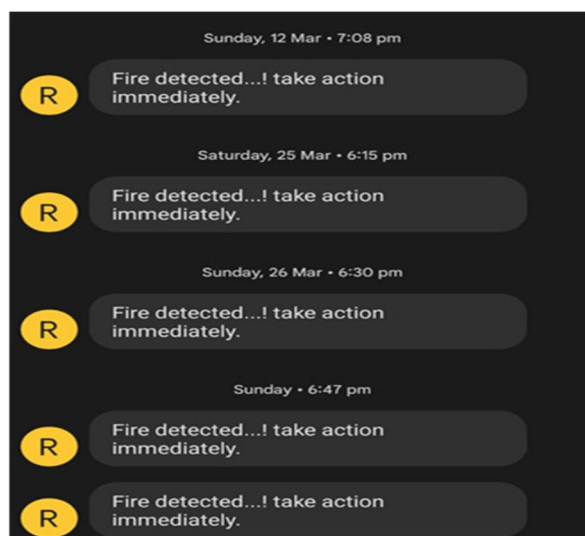 Sunday, 12 Mar • 7:08 pm
R
Fire detected...! take action
immediately.
Saturday, 25 Mar • 6:15 pm
R
Fire detected...! take action
immediately.
Sunday, 26 Mar • 6:30 pm
R
Fire detected...! take action
immediately.
Sunday • 6:47 pm
R
Fire detected...! take action
immediately.
R
Fire detected...! take action
immediately.